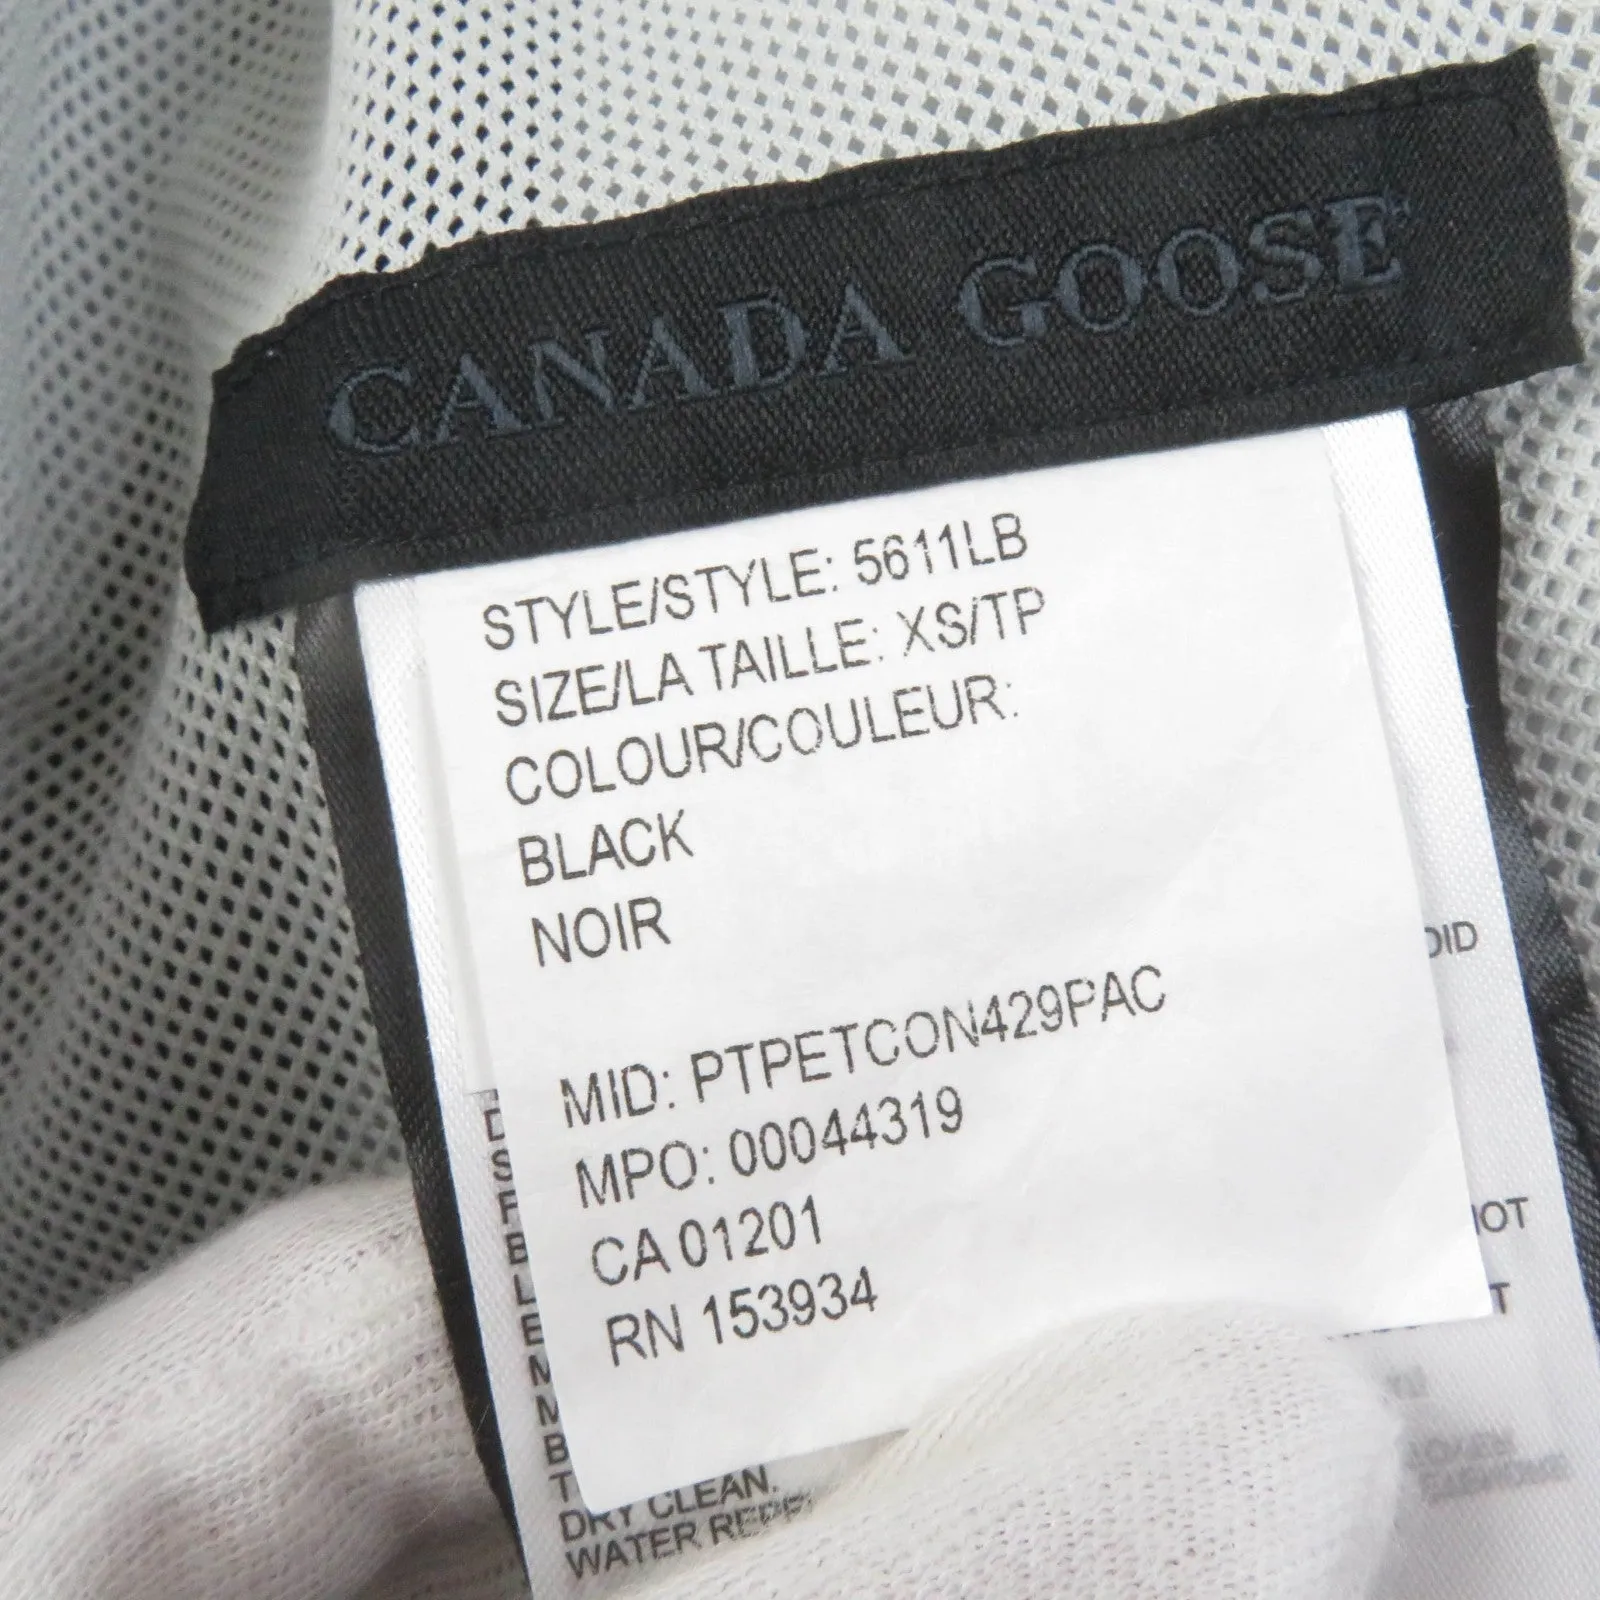 CANADA GOOSE
STYLE/STYLE: 5611LB
SIZE/LA TAILLE: XS/TP
COLOUR/COULEUR:
BLACK
NOIR
MID: PTPETCON429PAC
MPO: 00044319
CA 01201
RN 153934
DRY CLEAN.
WATER